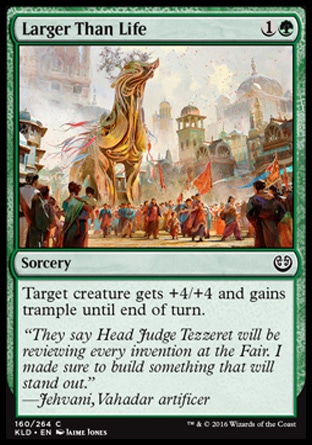 Larger Than Life 1
Sorcery
Target creature gets +4/+4 and gains
trample until end of turn.
“They say Head Judge Tezzeret will be
reviewing every invention at the Fair. I
made sure to build something that will
stand out.”
—Jehvani, Vahadar artificer
160/264 C
KLD • EN Jaime Jones
™ & © 2016 Wizards of the Coast